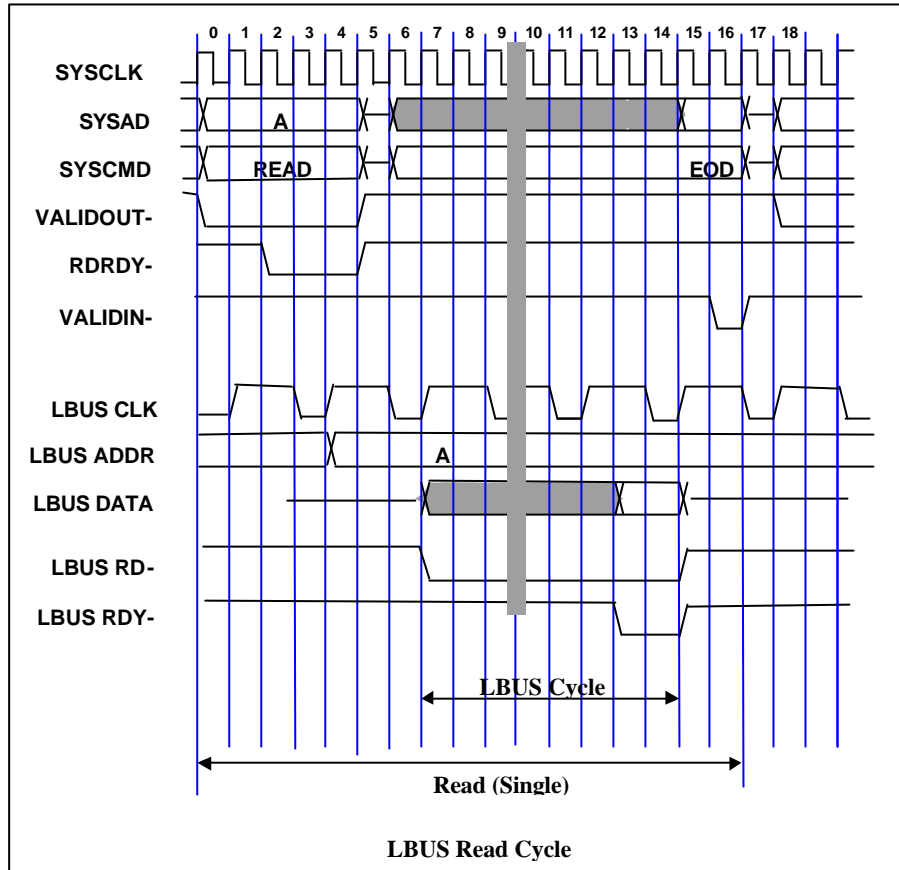 0 1 2 3 4 5 6 7 8 9 10 11 12 13 14 15 16 17 18
SYSCLK
SYSAD A
SYSCMD READ EOD
VALIDOUT-
RDRDY-
VALIDIN-
LBUS CLK
LBUS ADDR A
LBUS DATA
LBUS RD-
LBUS RDY-
LBUS Cycle
Read (Single)
LBUS Read Cycle